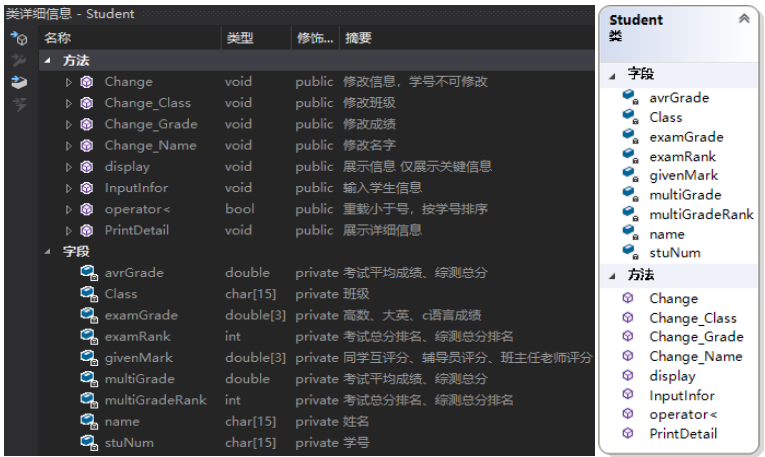 类详细信息 - Student
名称 类型 修饰... 摘要
方法
Change void public 修改信息，学号不可修改
Change_Class void public 修改班级
Change_Grade void public 修改成绩
Change_Name void public 修改名字
display void public 展示信息 仅展示关键信息
InputInfor void public 输入学生信息
operator< bool public 重载小于号，按学号排序
PrintDetail void public 展示详细信息
字段
avrGrade double private 考试平均成绩、综测总分
Class char[15] private 班级
examGrade double[3] private 高数、大英、c语言成绩
examRank int private 考试总分排名、综测总分排名
givenMark double[3] private 同学互评分、辅导员评分、班主任老师评分
multiGrade double private 考试平均成绩、综测总分
multiGradeRank int private 考试总分排名、综测总分排名
name char[15] private 姓名
stuNum char[15] private 学号
Student
类
字段
avrGrade
Class
examGrade
examRank
givenMark
multiGrade
multiGradeRank
name
stuNum
方法
Change
Change_Class
Change_Grade
Change_Name
display
InputInfor
operator<
PrintDetail